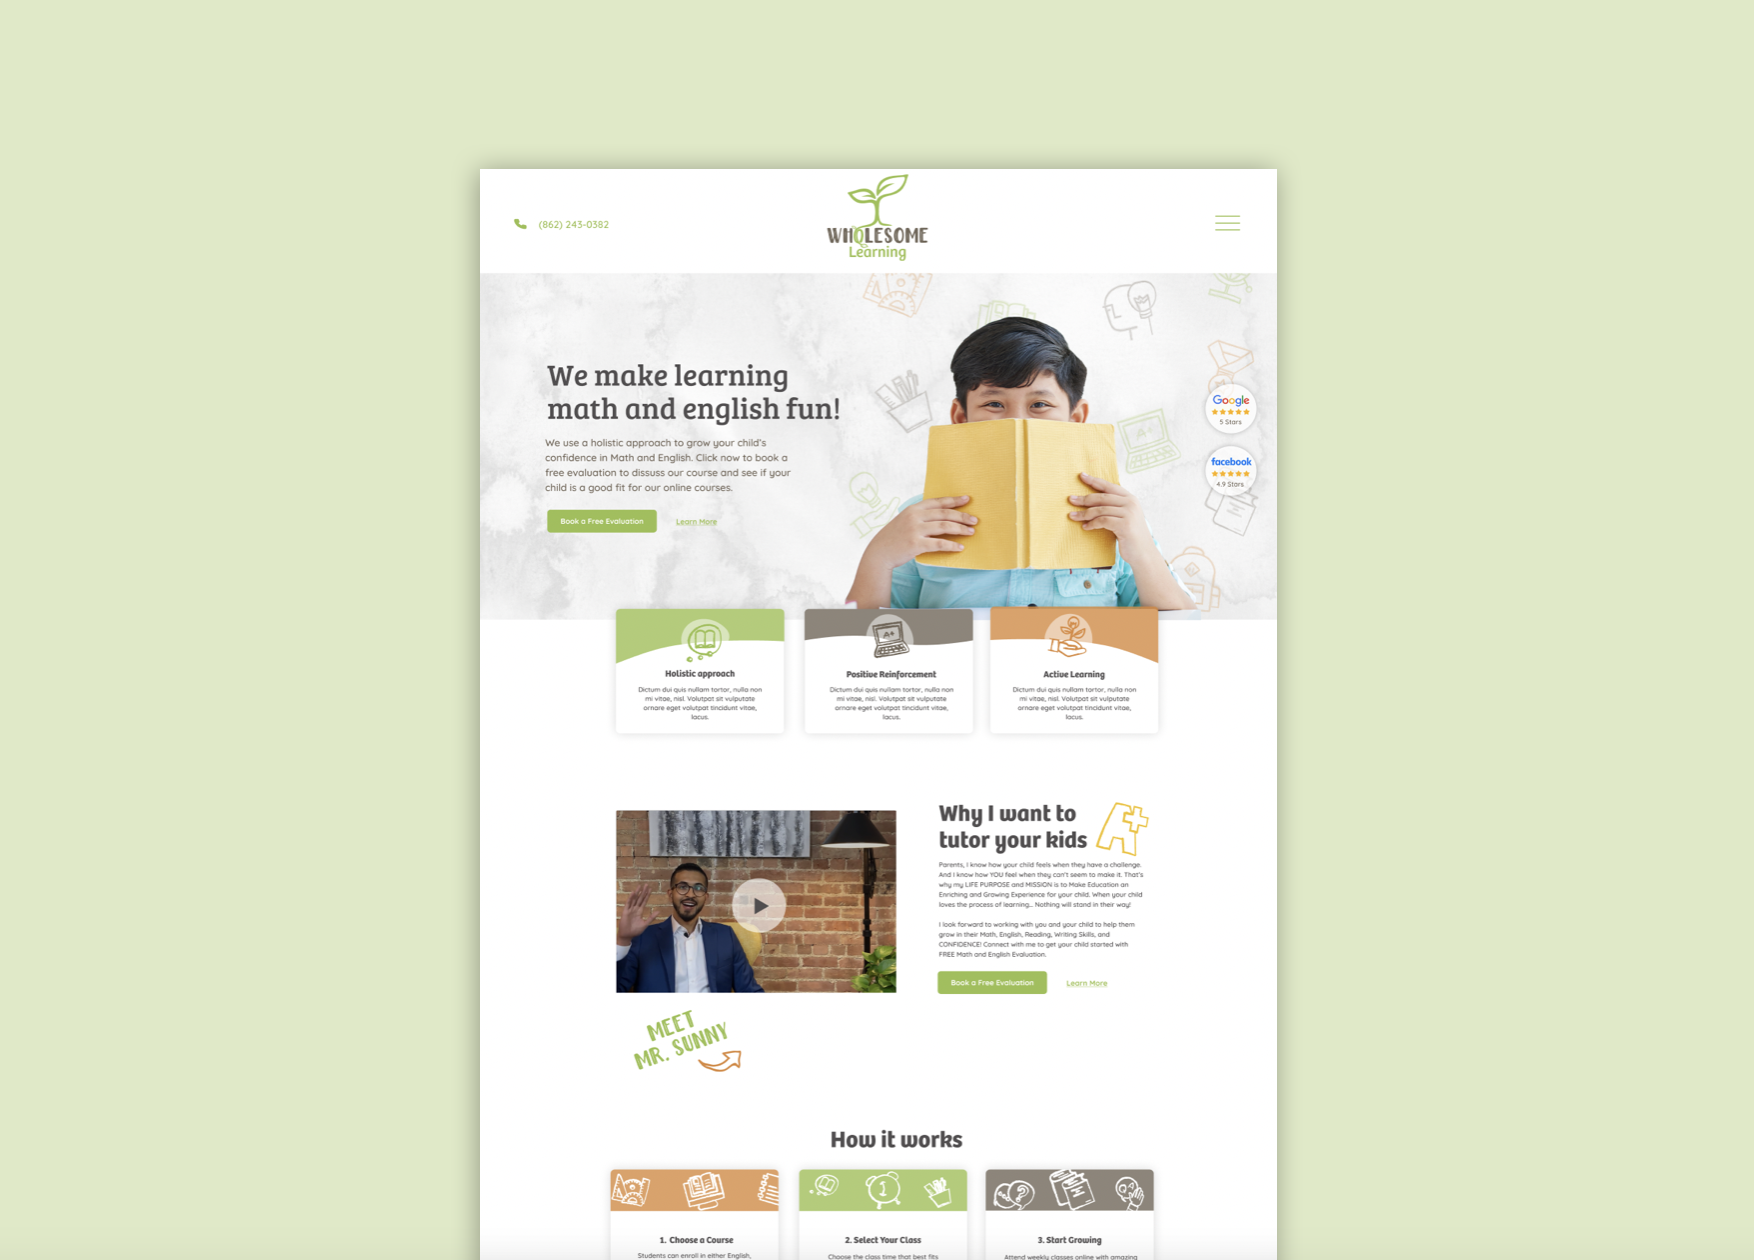 (862) 243-0382
WHOLESOME
Learning
We make learning
math and english fun!
We use a holistic approach to grow your child's
confidence in Math and English. Click now to book a
free evaluation to dissuss our course and see if your
child is a good fit for our online courses.
Book a Free Evaluation
Learn More
Google
5 Stars
facebook
4.9 Stars
Holistic approach
Dictum dui quis nullam tortor, nulla non
mi vitae, nisl. Volutpat sit vulputate
ornare eget volutpat tincidunt vitae,
lacus.
A+
Positive Reinforcement
Dictum dui quis nullam tortor, nulla non
mi vitae, nisl. Volutpat sit vulputate
ornare eget volutpat tincidunt vitae,
lacus.
Active Learning
Dictum dui quis nullam tortor, nulla non
mi vitae, nisl. Volutpat sit vulputate
ornare eget volutpat tincidunt vitae,
lacus.
Why I want to
tutor your kids
A+
Parents, I know how your child feels when they have a challenge.
And I know how YOU feel when they can't seem to make it. That's
why my LIFE PURPOSE and MISSION is to Make Education an
Enriching and Growing Experience for your child. When your child
loves the process of learning... Nothing will stand in their way!
I look forward to working with you and your child to help them
grow in their Math, English, Reading, Writing Skills, and
CONFIDENCE! Connect with me to get your child started with
FREE Math and English Evaluation.
Book a Free Evaluation
Learn More
MEET
MR. SUNNY
How it works
1. Choose a Course
Students can enroll in either English,
2. Select Your Class
Choose the class time that best fits
3. Start Growing
Attend weekly classes online with amazing